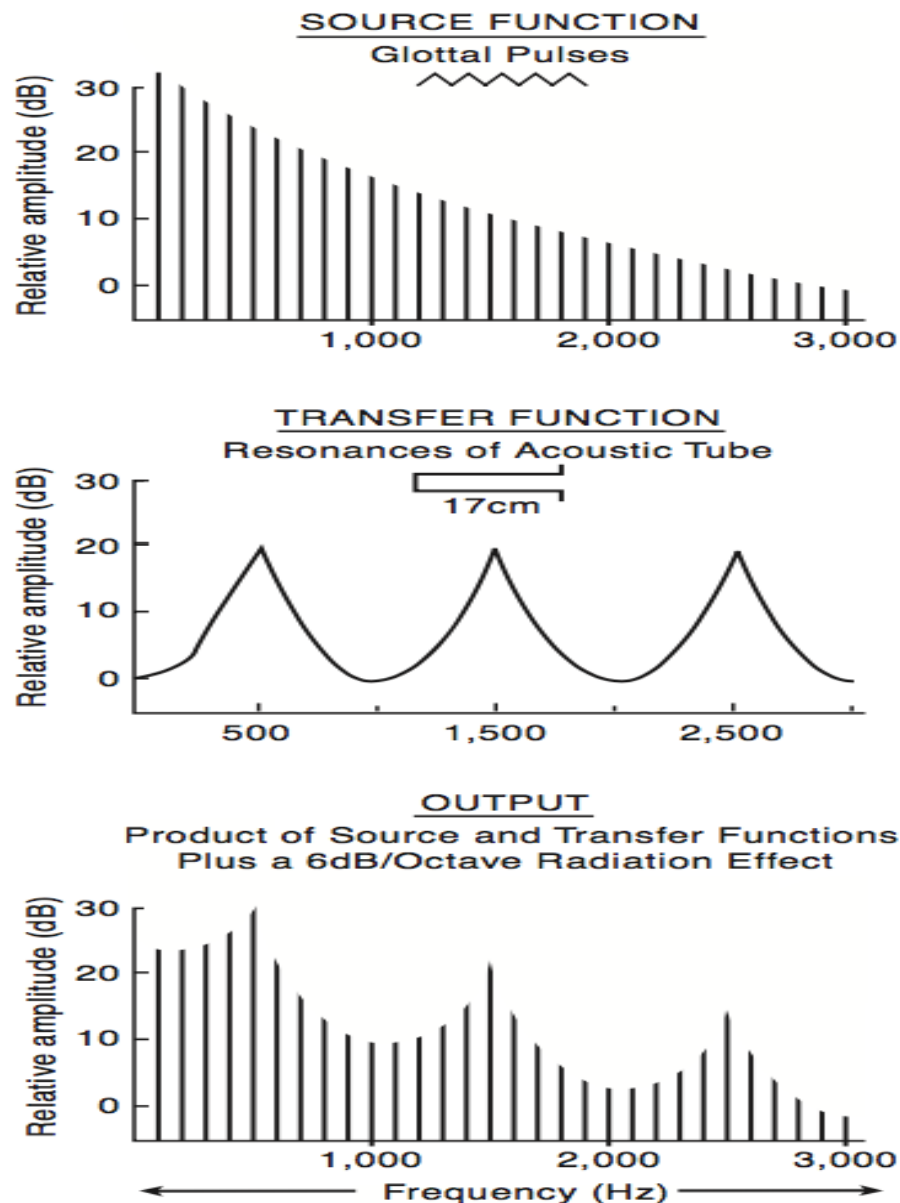 SOURCE FUNCTION
Glottal Pulses
Relative amplitude (dB)
30
20
10
0
1,000 2,000 3,000
TRANSFER FUNCTION
Resonances of Acoustic Tube
17cm
Relative amplitude (dB)
30
20
10
0
500 1,500 2,500
OUTPUT
Product of Source and Transfer Functions
Plus a 6dB/Octave Radiation Effect
Relative amplitude (dB)
30
20
10
0
1,000 2,000 3,000
Frequency (Hz)